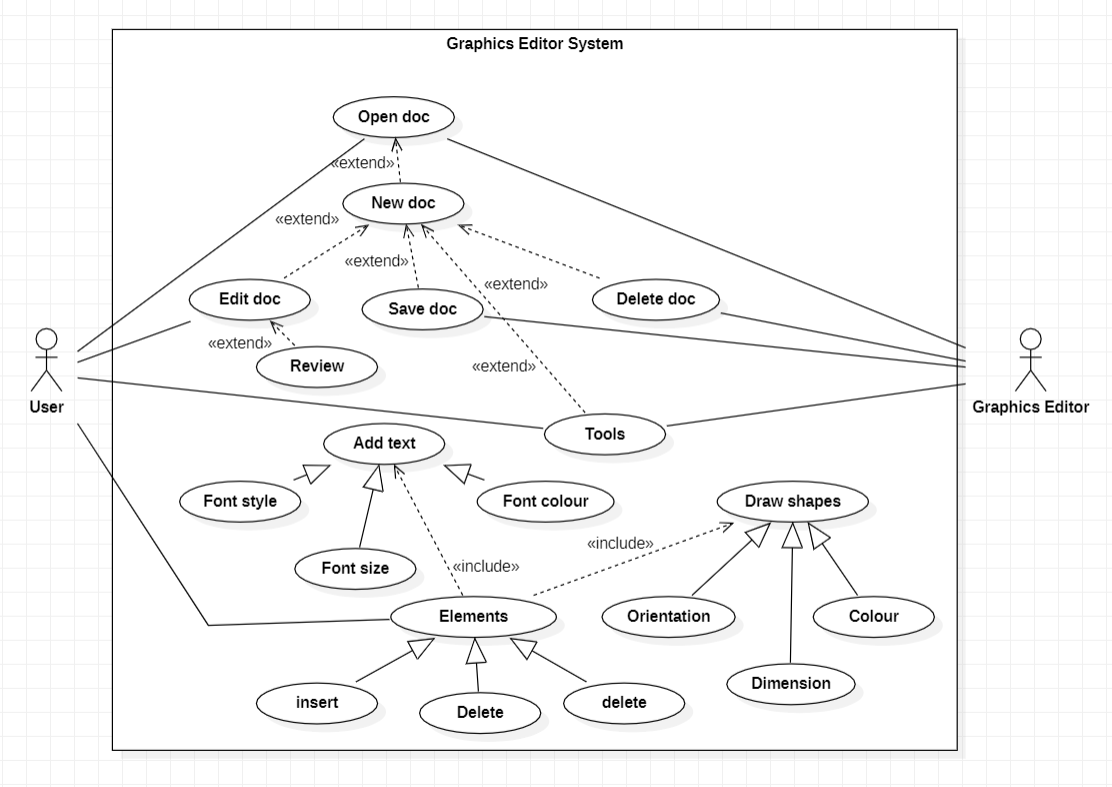 Graphics Editor System
Open doc
«extend»
New doc
«extend»
«extend»
«extend»
Edit doc
Save doc
Delete doc
«extend»
Review
«extend»
User
Graphics Editor
Tools
Add text
Font style
Font colour
Draw shapes
«include»
Font size
«include»
Elements
Orientation
Colour
Dimension
insert
Delete
delete